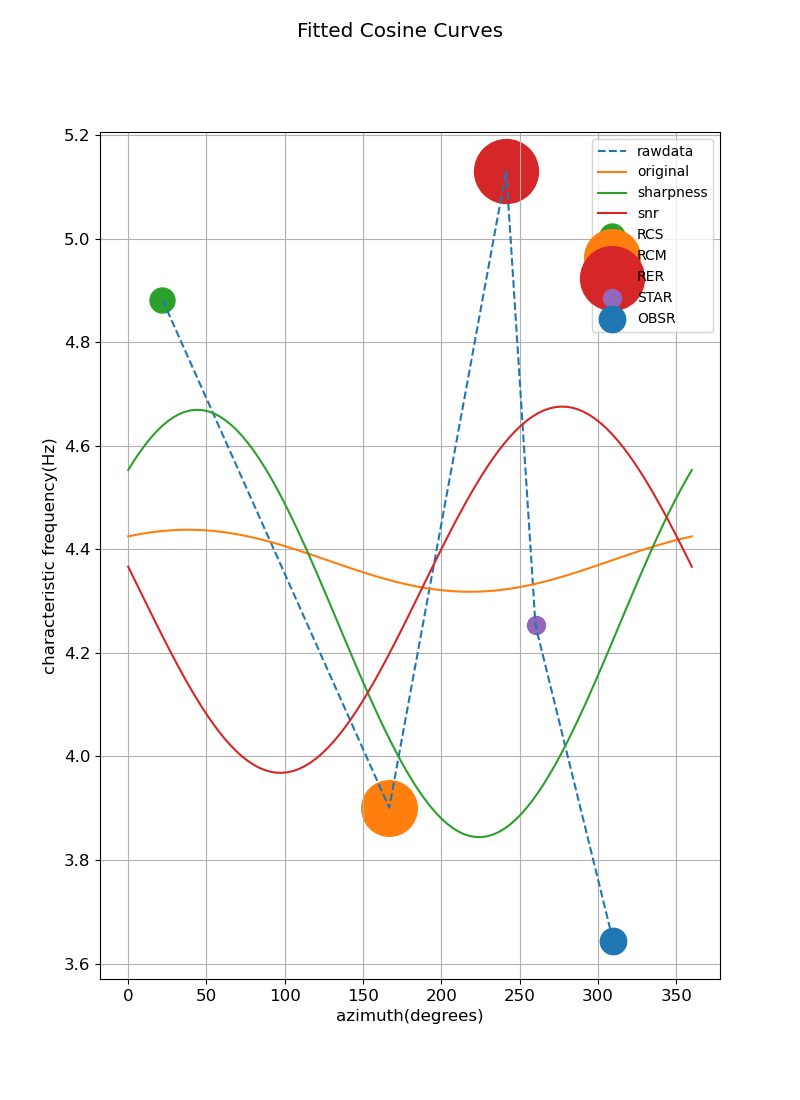 Fitted Cosine Curves
5.2
5.0
4.8
4.6
4.4
4.2
4.0
3.8
3.6
characteristic frequency(Hz)
rawdata
original
sharpness
snr
RCS
RCM
RER
STAR
OBSR
0 50 100 150 200 250 300 350
azimuth(degrees)